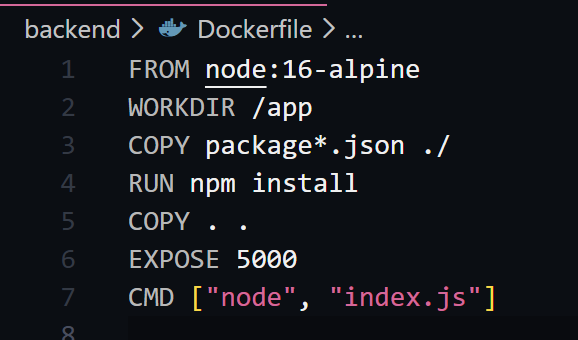 backend > Dockerfile > ...
1 FROM node:16-alpine
2 WORKDIR /app
3 COPY package*.json ./
4 RUN npm install
5 COPY . .
6 EXPOSE 5000
7 CMD ["node", "index.js"]
8